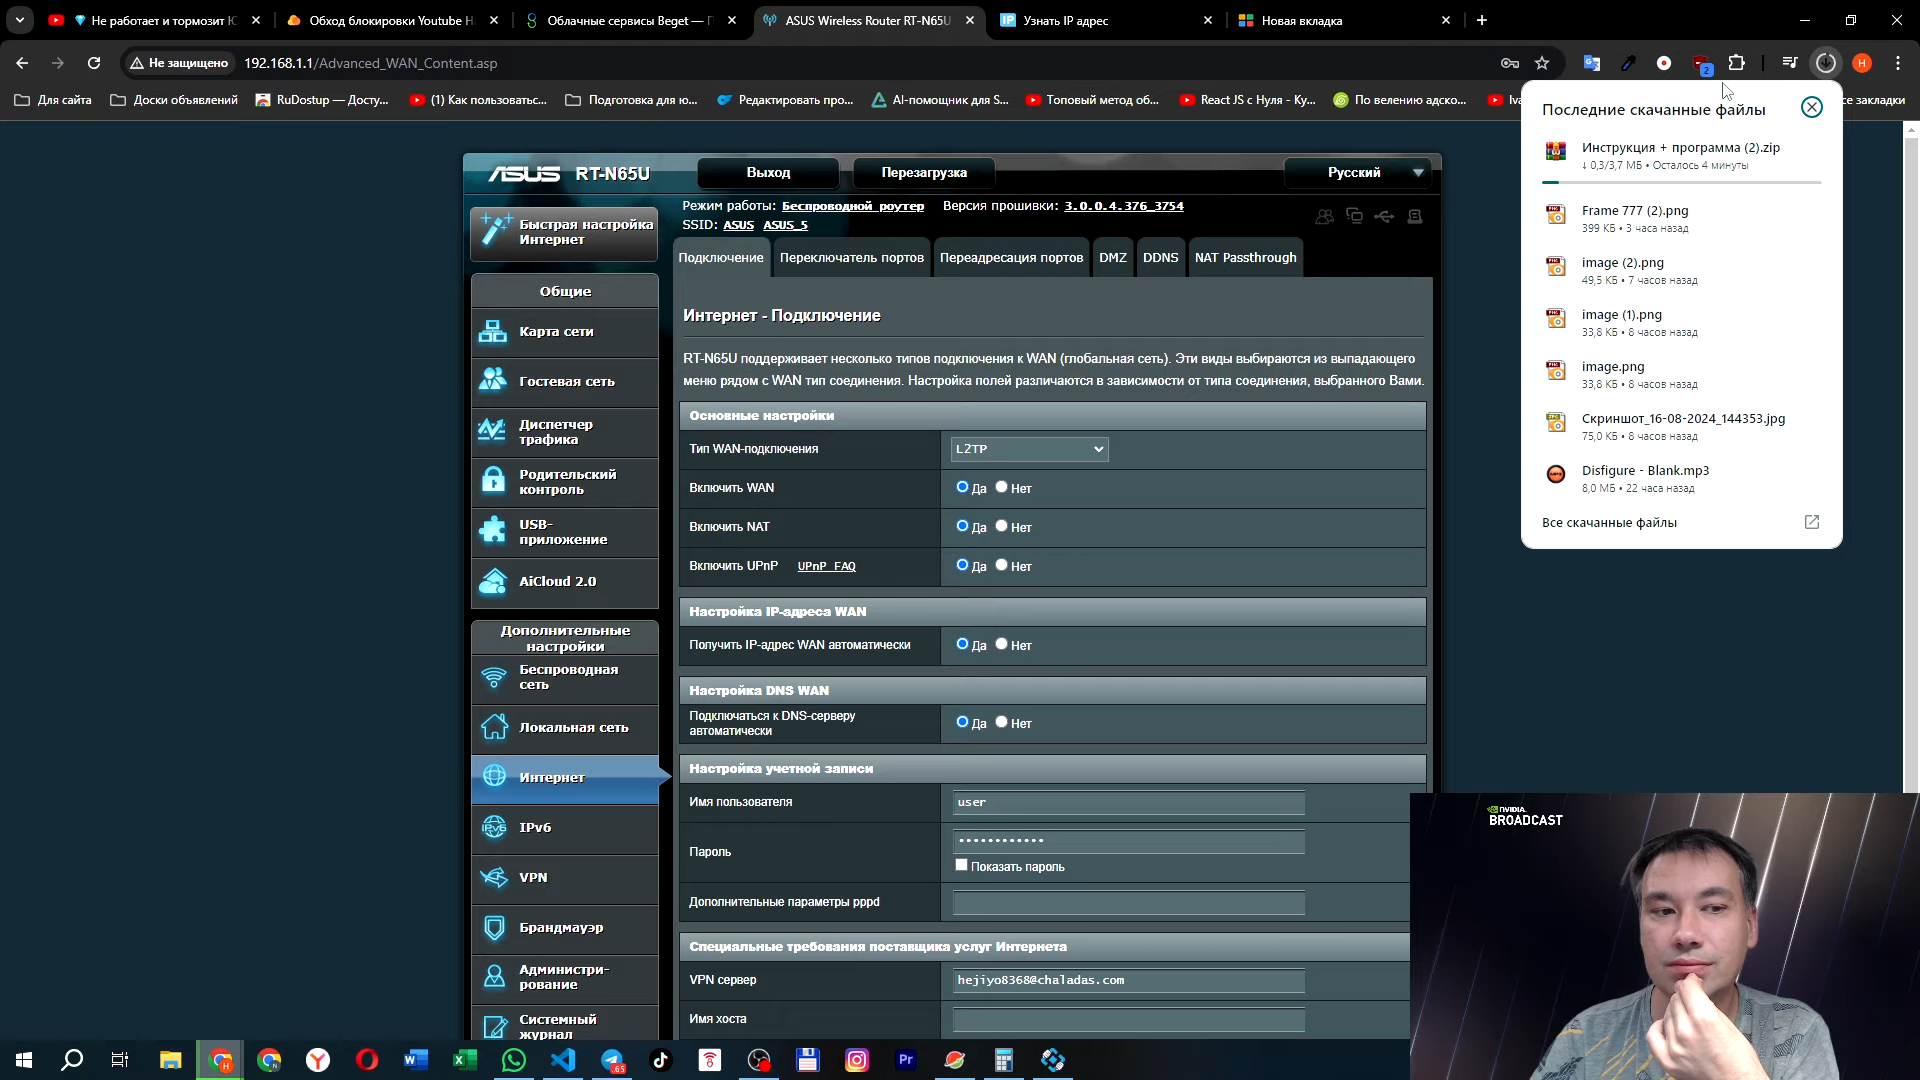 Не работает и тормозит Ю
Обход блокировки Youtube Н
Облачные сервисы Beget — П
ASUS Wireless Router RT-N65U
Узнать IP адрес
Новая вкладка
Не защищено
192.168.1.1/Advanced_WAN_Content.asp
2
Н
Для сайта
Доски объявлений
RuDostup — Досту...
(1) Как пользоватьс...
Подготовка для ю...
Редактировать про...
AI-помощник для S...
Топовый метод об...
React JS с Нуля - Ку...
По велению адско...
Iva
се закладки
Последние скачанные файлы
Инструкция + программа (2).zip
↓ 0,3/3,7 МБ • Осталось 4 минуты
Frame 777 (2).png
399 КБ • 3 часа назад
image (2).png
49,5 КБ • 7 часов назад
image (1).png
33,8 КБ • 8 часов назад
image.png
33,8 КБ • 8 часов назад
Скриншот_16-08-2024_144353.jpg
75,0 КБ • 8 часов назад
Disfigure - Blank.mp3
8,0 МБ • 22 часа назад
Все скачанные файлы
ASUS RT-N65U
Выход
Перезагрузка
Русский
Режим работы: Беспроводной роутер Версия прошивки: 3.0.0.4.376_3754
SSID: ASUS ASUS_5
Быстрая настройка
Интернет
Общие
Карта сети
Гостевая сеть
Диспетчер
трафика
Родительский
контроль
USB-
приложение
AiCloud 2.0
Дополнительные
настройки
Беспроводная
сеть
Локальная сеть
Интернет
IPv6
VPN
Брандмауэр
Администри-
рование
Системный
журнал
Подключение
Переключатель портов
Переадресация портов
DMZ
DDNS
NAT Passthrough
Интернет - Подключение
RT-N65U поддерживает несколько типов подключения к WAN (глобальная сеть). Эти виды выбираются из выпадающего
меню рядом с WAN тип соединения. Настройка полей различаются в зависимости от типа соединения, выбранного Вами.
Основные настройки
Тип WAN-подключения
L2TP
Включить WAN
Да Нет
Включить NAT
Да Нет
Включить UPnP UPnP FAQ
Да Нет
Настройка IP-адреса WAN
Получить IP-адрес WAN автоматически
Да Нет
Настройка DNS WAN
Подключаться к DNS-серверу
автоматически
Да Нет
Настройка учетной записи
Имя пользователя
user
Пароль
••••••••••••
Показать пароль
Дополнительные параметры pppd
Специальные требования поставщика услуг Интернета
VPN сервер
hejiyo8368@chaladas.com
Имя хоста
NVIDIA
BROADCAST
65
Pr